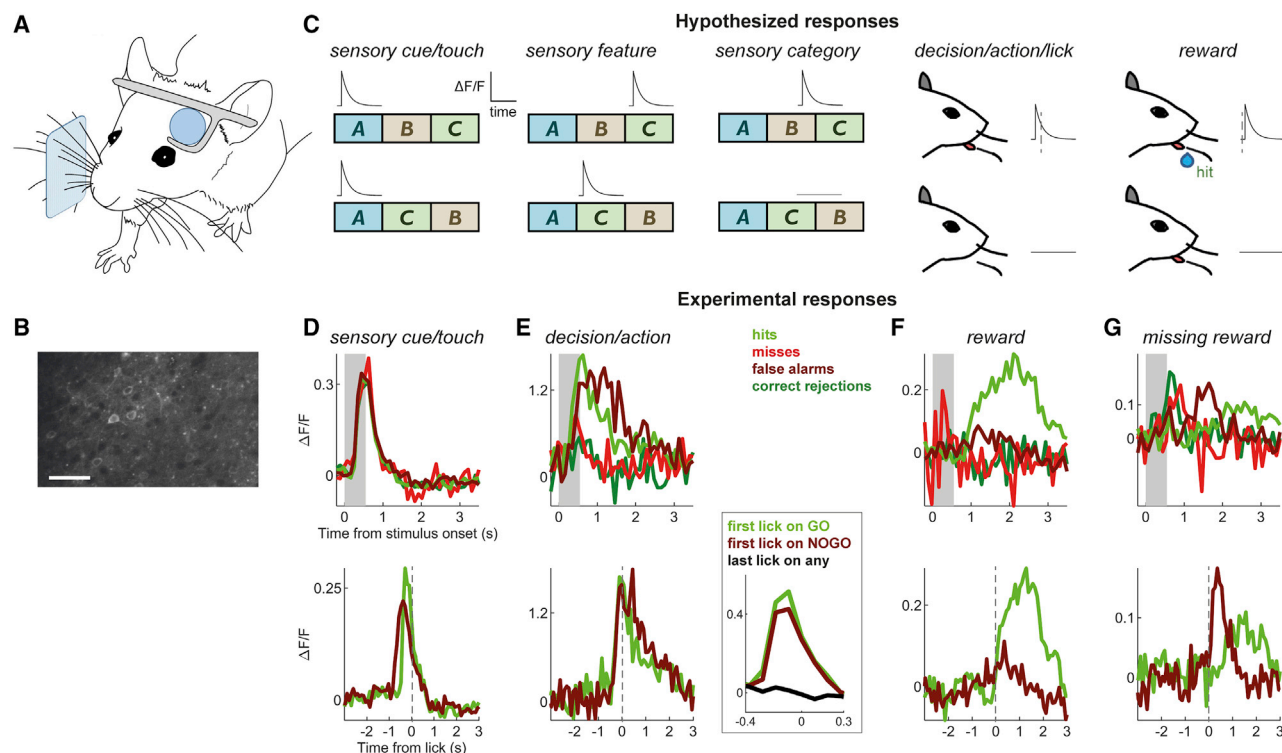 A
C
Hypothesized responses
sensory cue/touch
sensory feature
sensory category
decision/action/lick
reward
ΔF/F
time
A B C
A B C
A B C
hit
A C B
A C B
A C B
Experimental responses
B
D
sensory cue/touch
E
decision/action
hits
misses
false alarms
correct rejections
F
reward
G
missing reward
ΔF/F
0.3
0
0 1 2 3
Time from stimulus onset (s)
1.2
0
0 1 2 3
0.2
0
0 1 2 3
0.1
0
0 1 2 3
ΔF/F
0.25
0
-2 -1 0 1 2 3
Time from lick (s)
1.2
0
-2 -1 0 1 2 3
first lick on GO
first lick on NOGO
last lick on any
0.4
0
-0.4 0 0.3
0.2
0
-2 -1 0 1 2 3
0.1
0
-2 -1 0 1 2 3